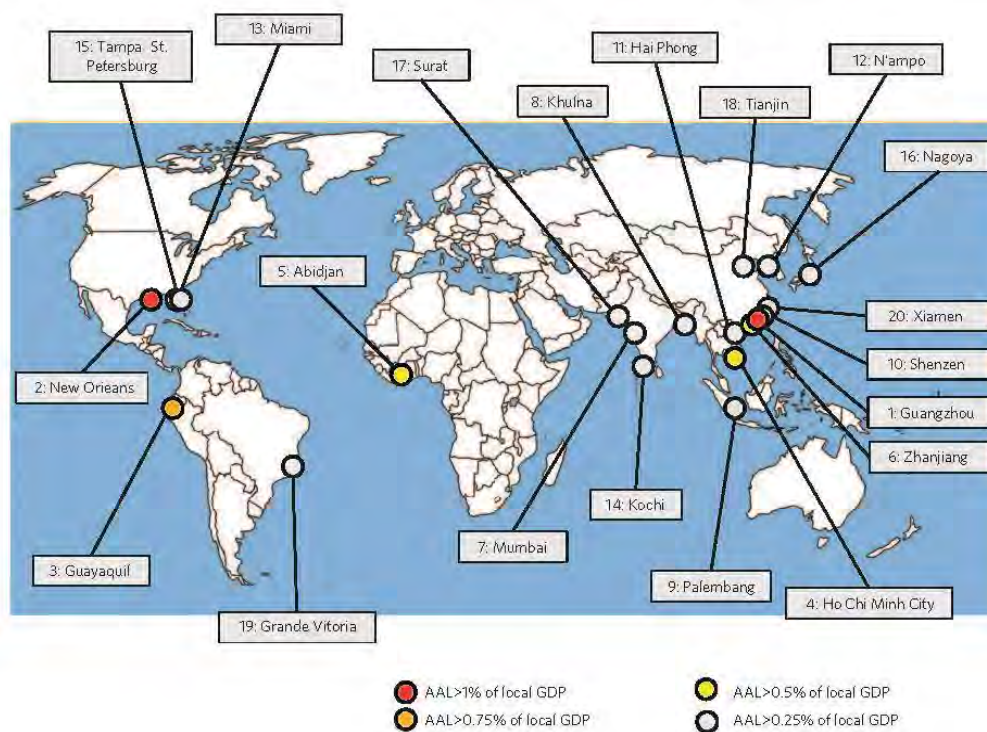 13: Miami
15: Tampa St.
Petersburg
11: Hai Phong
17: Surat
12: N'ampo
8: Khulna
18: Tianjin
16: Nagoya
5: Abidjan
20: Xiamen
10: Shenzen
2: New Orieans
1: Guangzhou
6: Zhanjiang
14: Kochi
7: Mumbai
3: Guayaquil
9: Palembang
4: Ho Chi Minh City
19: Grande Vitoria
AAL>1% of local GDP
AAL>0.5% of local GDP
AAL>0.75% of local GDP
AAL>0.25% of local GDP